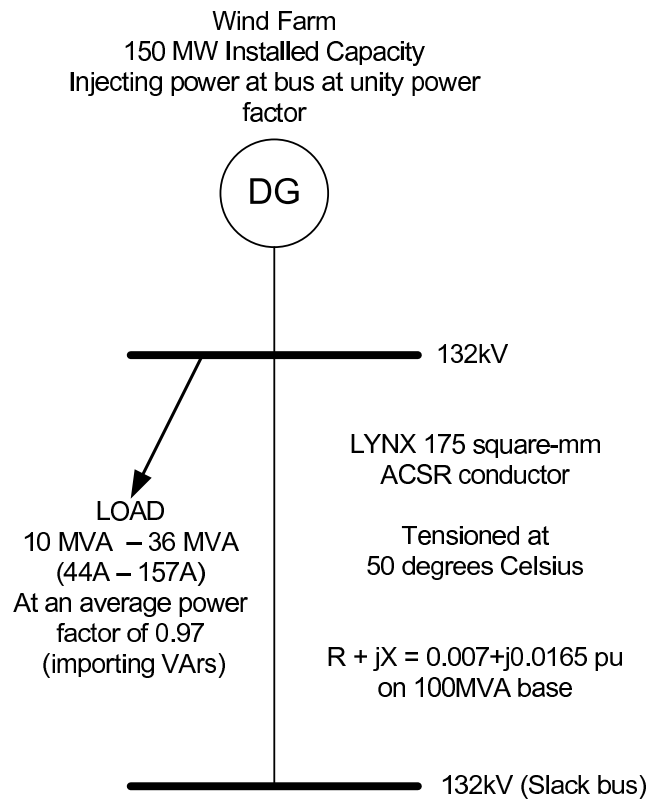 Wind Farm
150 MW Installed Capacity
Injecting power at bus at unity power
factor
DG
132kV
LYNX 175 square-mm
ACSR conductor
Tensioned at
50 degrees Celsius
R + jX = 0.007+j0.0165 pu
on 100MVA base
LOAD
10 MVA – 36 MVA
(44A – 157A)
At an average power
factor of 0.97
(importing VArs)
132kV (Slack bus)